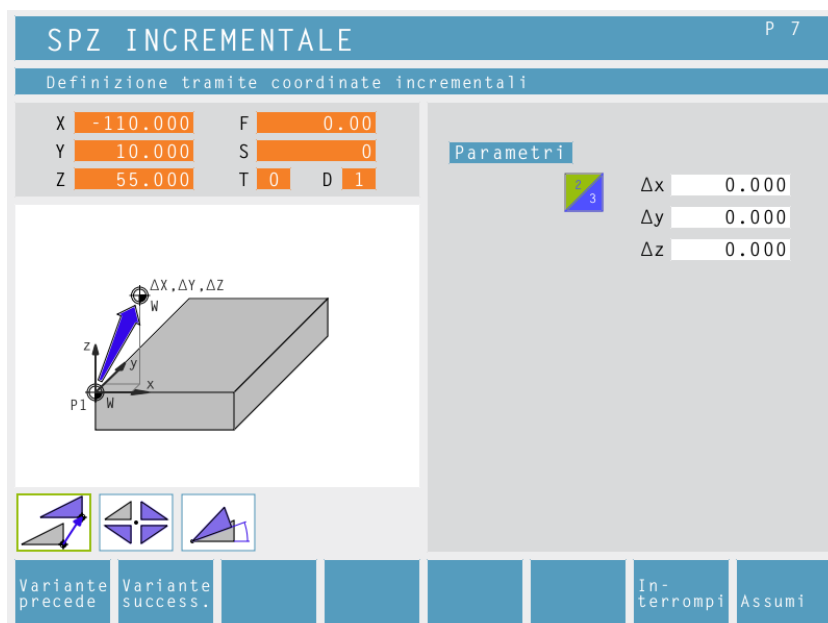 SPZ INCREMENTALE
P 7
Definizione tramite coordinate incrementali
X -110.000 F 0.00
Y 10.000 S 0
Z 55.000 T 0 D 1
Parametri
2
3
Δx 0.000
Δy 0.000
Δz 0.000
ΔX,ΔY,ΔZ
W
z
y
x
P1
W
Variante
precede
Variante
success.
In-
terrompi
Assumi